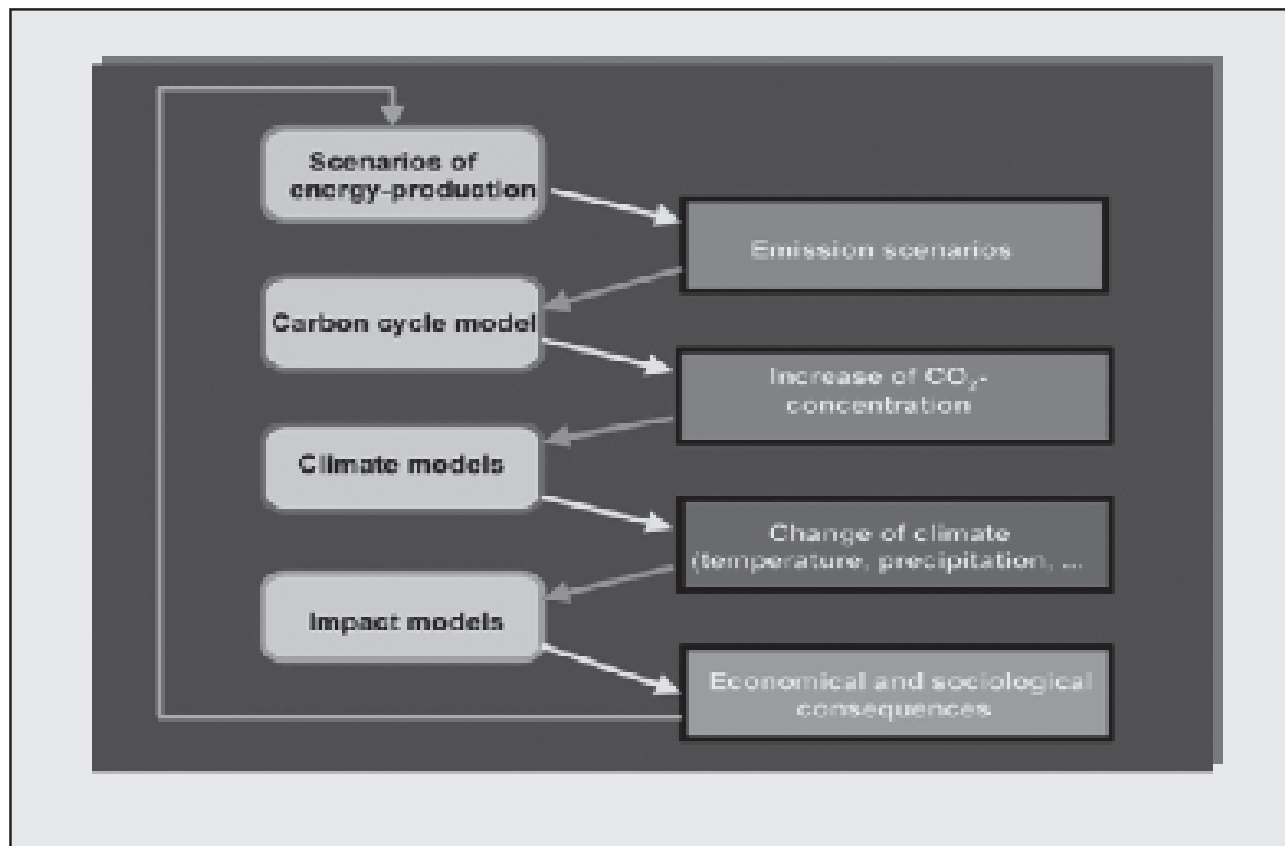 Scenarios of
energy-production
Emission scenarios
Carbon cycle model
Increase of CO₂-
concentration
Climate models
Change of climate
(temperature, precipitation, ...
Impact models
Economical and sociological
consequences